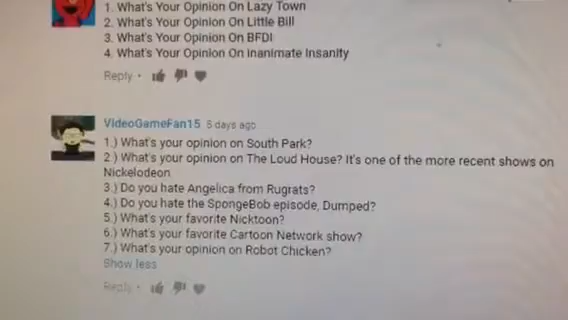 1. What's Your Opinion On Lazy Town
2. What's Your Opinion On Little Bill
3. What's Your Opinion On BFDI
4. What's Your Opinion On Inanimate Insanity
Reply •
VideoGameFan15 5 days ago
1.) What's your opinion on South Park?
2.) What's your opinion on The Loud House? It's one of the more recent shows on
Nickelodeon
3.) Do you hate Angelica from Rugrats?
4.) Do you hate the SpongeBob episode, Dumped?
5.) What's your favorite Nicktoon?
6.) What's your favorite Cartoon Network show?
7.) What's your opinion on Robot Chicken?
Show less
Reply •